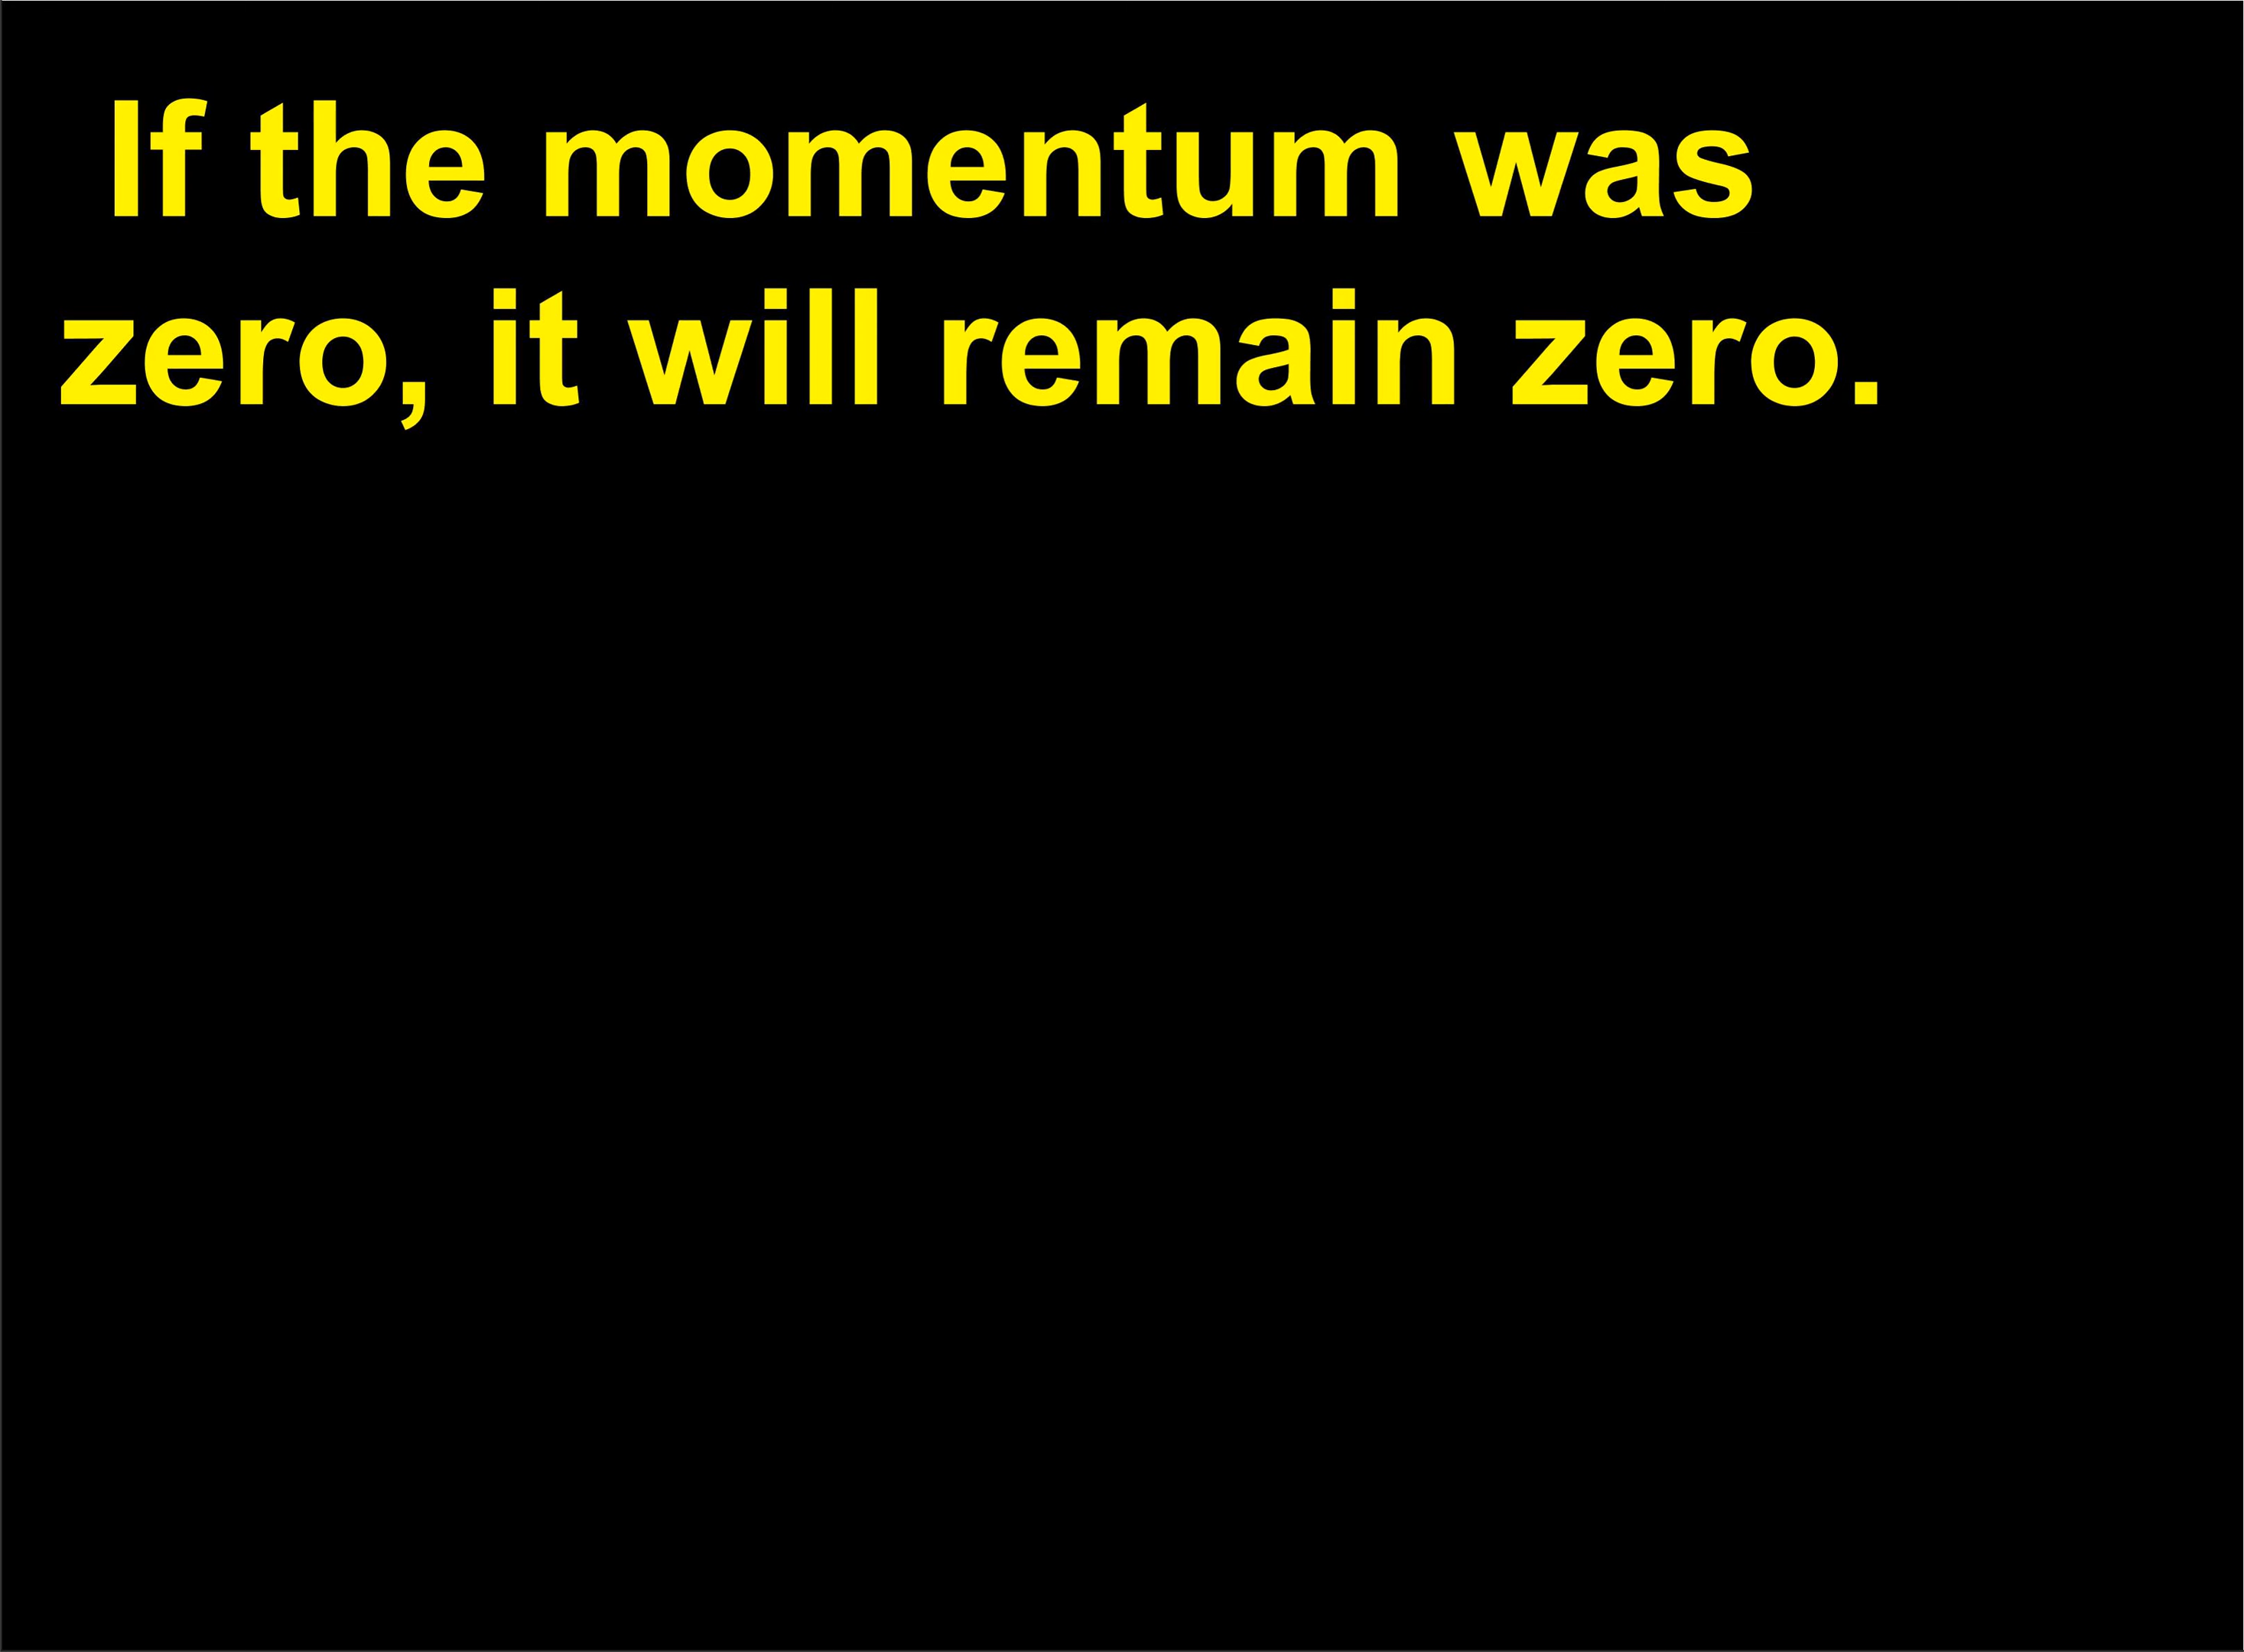 If the momentum was
zero, it will remain zero.